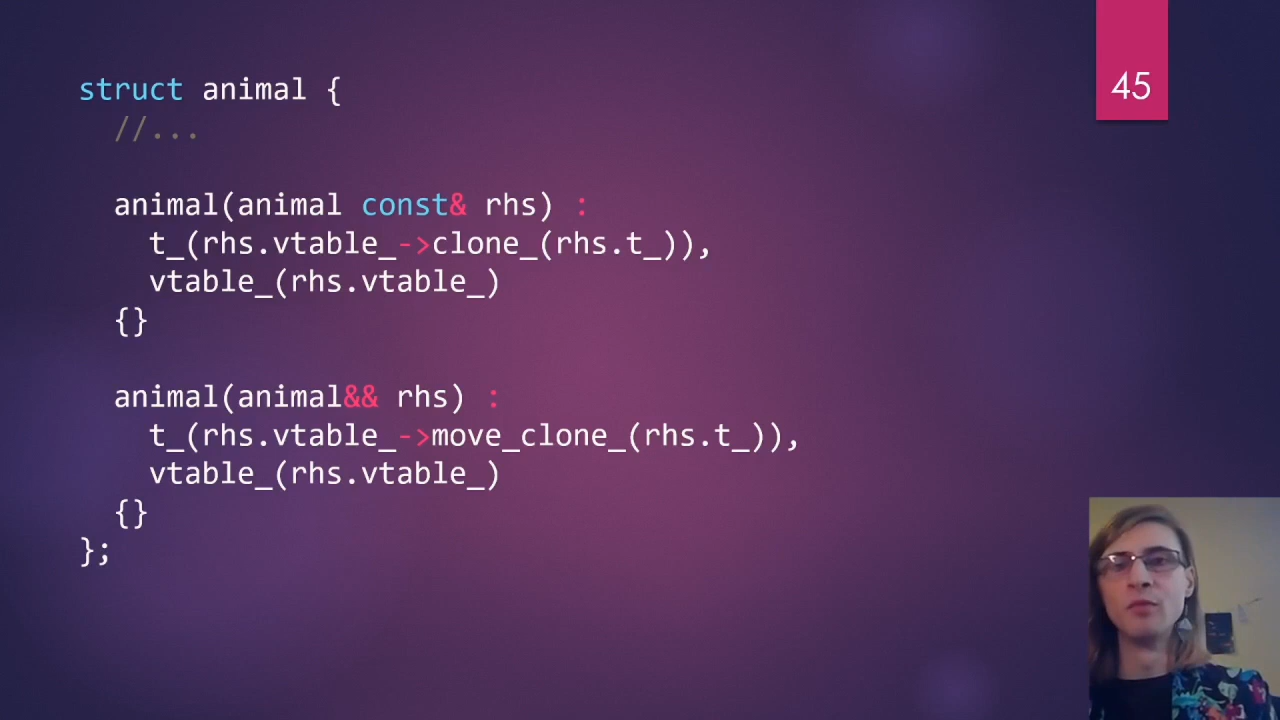 struct animal {
//...
animal(animal const& rhs) :
t_(rhs.vtable_->clone_(rhs.t_)),
vtable_(rhs.vtable_)
{}
animal(animal&& rhs) :
t_(rhs.vtable_->move_clone_(rhs.t_)),
vtable_(rhs.vtable_)
{}
};
45